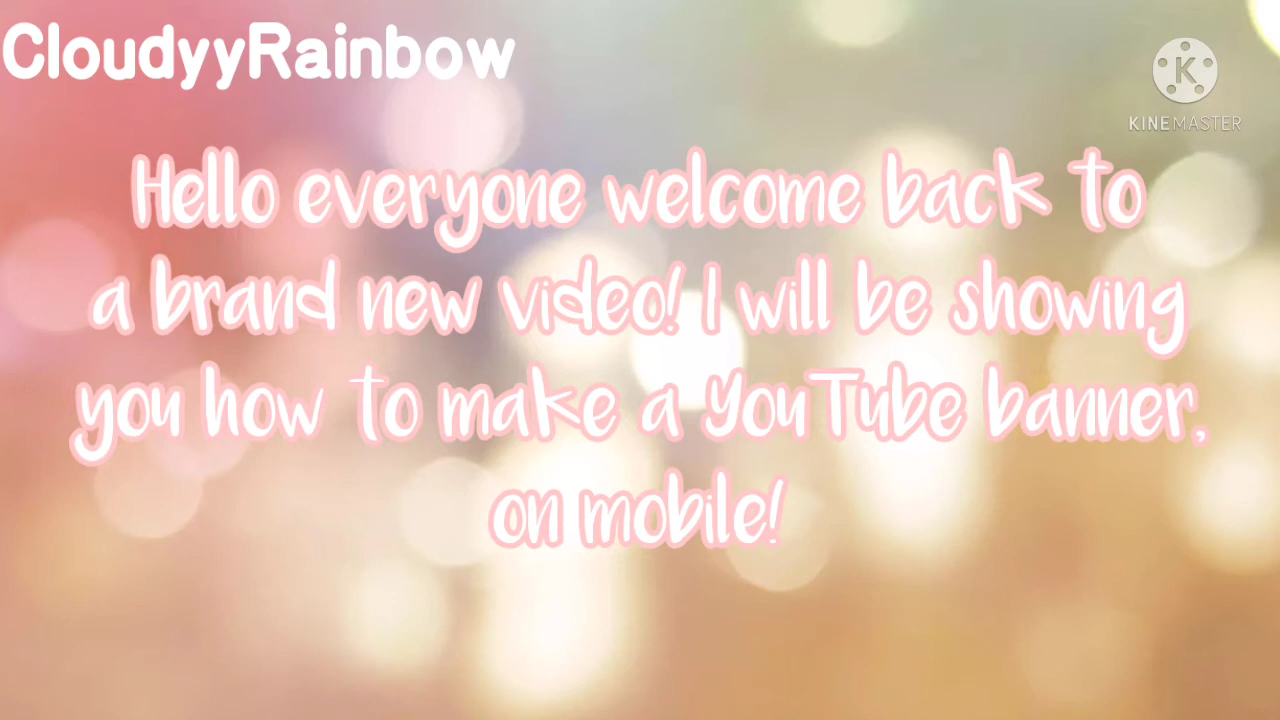 CloudyyRainbow
K
KINEMASTER
Hello everyone welcome back to
a brand new video! I will be showing
you how to make a YouTube banner,
on mobile!